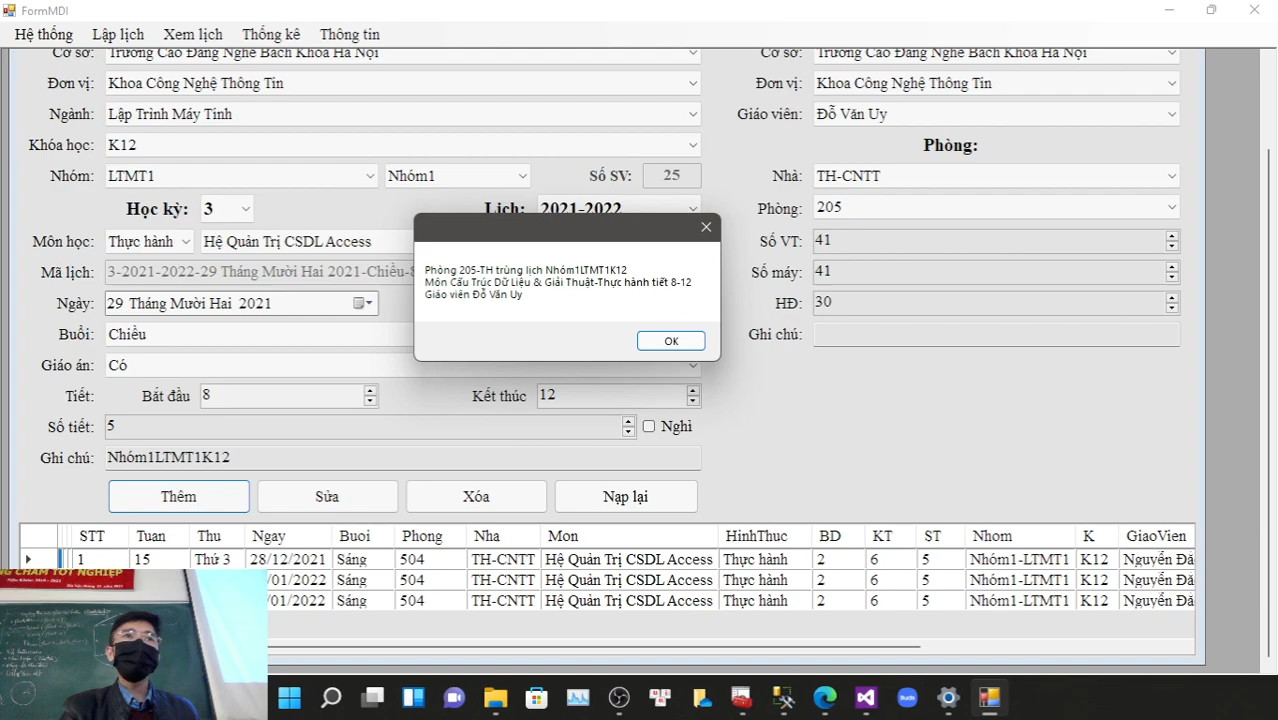 FormMDI
Hệ thống Lập lịch Xem lịch Thống kê Thông tin
Cơ sở: Trường Cao Đẳng Nghề Bách Khoa Hà Nội Cơ sở: Trường Cao Đẳng Nghề Bách Khoa Hà Nội
Đơn vị: Khoa Công Nghệ Thông Tin Đơn vị: Khoa Công Nghệ Thông Tin
Ngành: Lập Trình Máy Tính Giáo viên: Đỗ Văn Uy
Khóa học: K12 Phòng:
Nhóm: LTMT1 Nhóm1 Số SV: 25 Nhà: TH-CNTT
Học kỳ: 3 Lịch: 2021-2022 Phòng: 205
Môn học: Thực hành Hệ Quản Trị CSDL Access Số VT: 41
Mã lịch: 3-2021-2022-29 Tháng Mười Hai 2021-Chiều-8 Số máy: 41
Ngày: 29 Tháng Mười Hai 2021 HĐ: 30
Buổi: Chiều Ghi chú:
Phòng 205-TH trùng lịch Nhóm1LTMT1K12
Môn Cấu Trúc Dữ Liệu & Giải Thuật-Thực hành tiết 8-12
Giáo viên Đỗ Văn Uy
OK
Giáo án: Có
Tiết: Bắt đầu 8 Kết thúc 12
Số tiết: 5 Nghỉ
Ghi chú: Nhóm1LTMT1K12
Thêm Sửa Xóa Nạp lại
STT Tuan Thu Ngay Buoi Phong Nha Mon HinhThuc BD KT ST Nhom K GiaoVien
1 15 Thứ 3 28/12/2021 Sáng 504 TH-CNTT Hệ Quản Trị CSDL Access Thực hành 2 6 5 Nhóm1-LTMT1 K12 Nguyễn Đă
/01/2022 Sáng 504 TH-CNTT Hệ Quản Trị CSDL Access Thực hành 2 6 5 Nhóm1-LTMT1 K12 Nguyễn Đă
/01/2022 Sáng 504 TH-CNTT Hệ Quản Trị CSDL Access Thực hành 2 6 5 Nhóm1-LTMT1 K12 Nguyễn Đă
NG CHẤM TỐT NGHIỆP